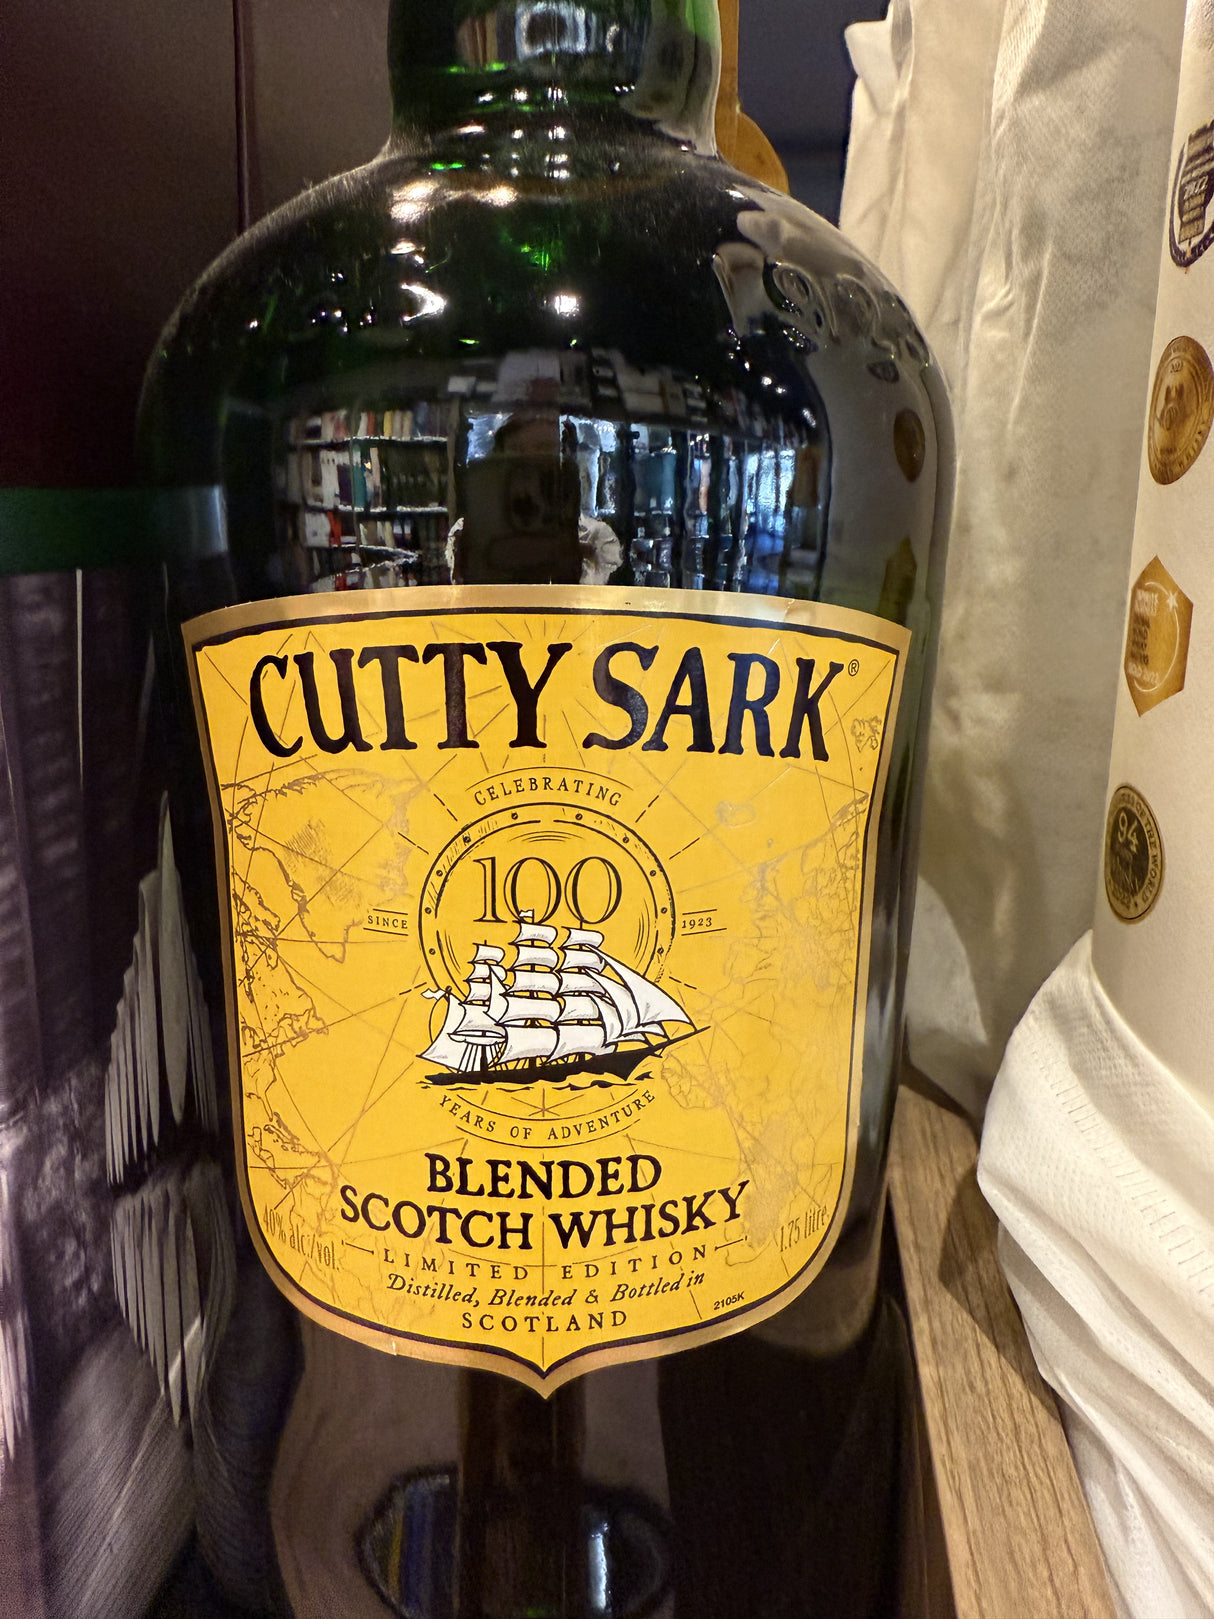 CUTTY SARK®
CELEBRATING
100
SINCE 1923
YEARS OF ADVENTURE
BLENDED
SCOTCH WHISKY
40% alc./vol.
1.75 litre
LIMITED EDITION
Distilled, Blended & Bottled in
SCOTLAND
2105K
94